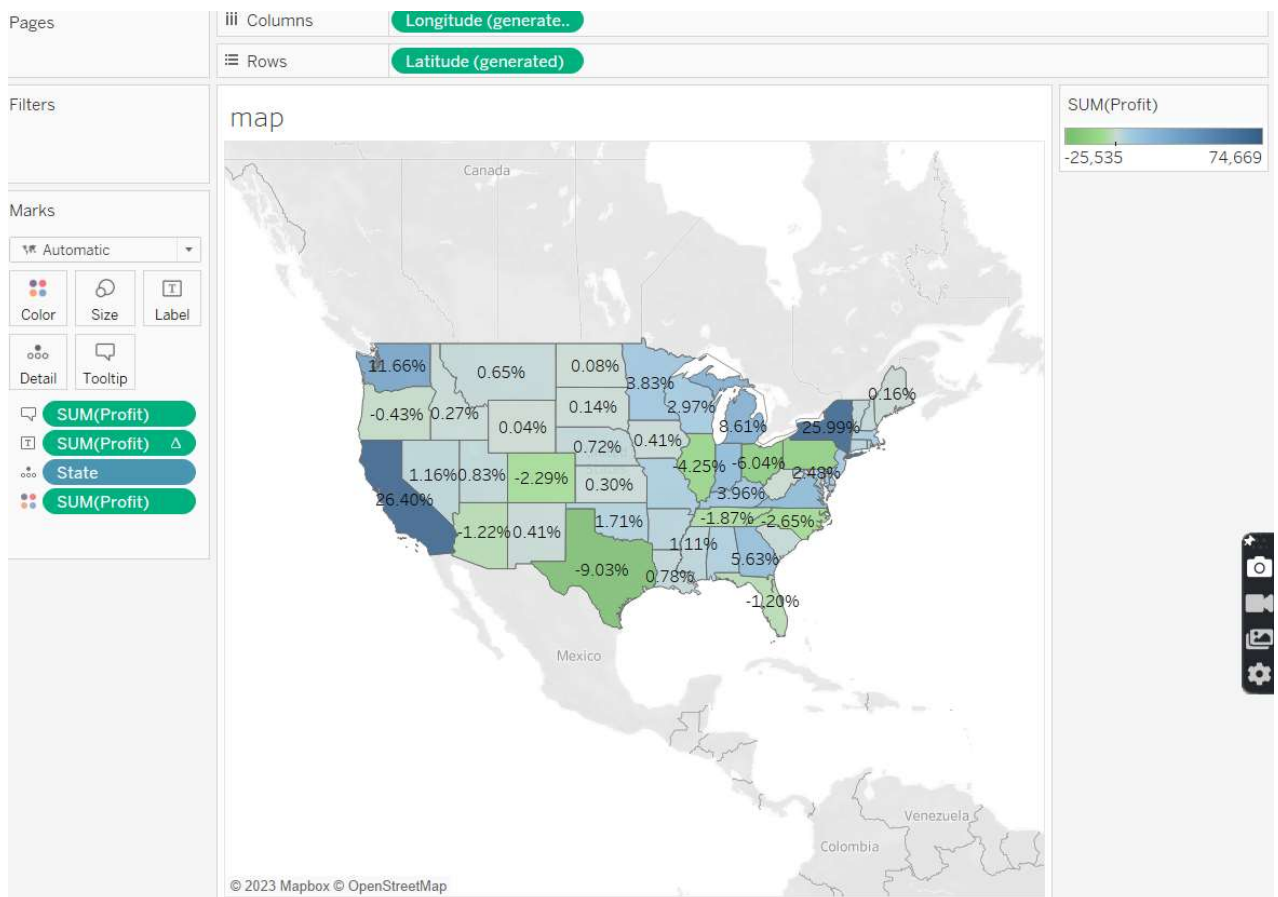 Pages
iii Columns
Longitude (generate..
Rows
Latitude (generated)
Filters
SUM(Profit)
-25,535
74,669
map
Marks
Automatic
Color
Size
Label
Detail
Tooltip
SUM(Profit)
SUM(Profit) Δ
State
SUM(Profit)
Canada
11.66%
0.65%
0.08%
3.83%
0.16%
-0.43%
0.27%
0.04%
0.14%
2.97%
8.61%
25.99%
0.72%
0.41%
26.40%
1.16%
0.83%
-2.29%
0.30%
-4.25%
-6.04%
2.48%
3.96%
-1.22%
0.41%
1.71%
-1.87%
-2.65%
-9.03%
0.78%
1.11%
5.63%
-1.20%
Mexico
Venezuela
Colombia
© 2023 Mapbox © OpenStreetMap